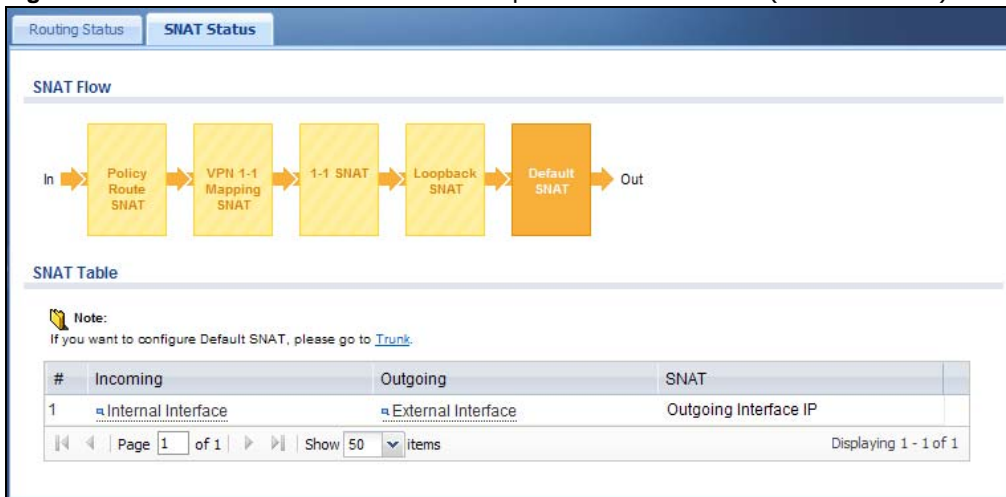 Routing Status SNAT Status
SNAT Flow
In
Policy
Route
SNAT
VPN 1-1
Mapping
SNAT
1-1 SNAT
Loopback
SNAT
Default
SNAT
Out
SNAT Table
Note:
If you want to configure Default SNAT, please go to Trunk.
# Incoming Outgoing SNAT
1 Internal Interface External Interface Outgoing Interface IP
Page 1 of 1 Show 50 items Displaying 1 - 1 of 1